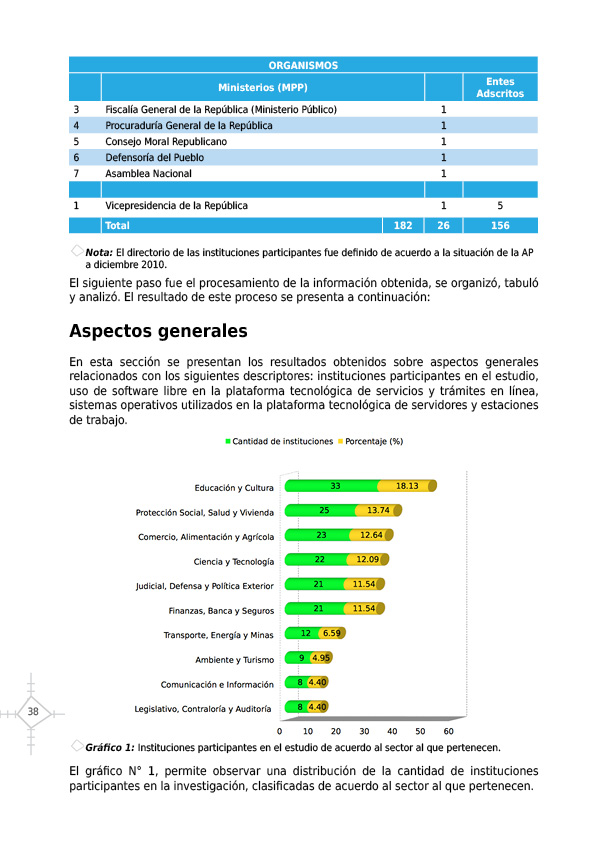 ORGANISMOS
Ministerios (MPP) Entes Adscritos
3 Fiscalía General de la República (Ministerio Público) 1
4 Procuraduría General de la República 1
5 Consejo Moral Republicano 1
6 Defensoría del Pueblo 1
7 Asamblea Nacional 1
1 Vicepresidencia de la República 1 5
Total 182 26 156
Nota: El directorio de las instituciones participantes fue definido de acuerdo a la situación de la AP
a diciembre 2010.
El siguiente paso fue el procesamiento de la información obtenida, se organizó, tabuló
y analizó. El resultado de este proceso se presenta a continuación:
Aspectos generales
En esta sección se presentan los resultados obtenidos sobre aspectos generales
relacionados con los siguientes descriptores: instituciones participantes en el estudio,
uso de software libre en la plataforma tecnológica de servicios y trámites en línea,
sistemas operativos utilizados en la plataforma tecnológica de servidores y estaciones
de trabajo.
Cantidad de instituciones Porcentaje (%)
Educación y Cultura 33 18.13
Protección Social, Salud y Vivienda 25 13.74
Comercio, Alimentación y Agrícola 23 12.64
Ciencia y Tecnología 22 12.09
Judicial, Defensa y Política Exterior 21 11.54
Finanzas, Banca y Seguros 21 11.54
Transporte, Energía y Minas 12 6.59
Ambiente y Turismo 9 4.95
Comunicación e Información 8 4.40
Legislativo, Contraloría y Auditoría 8 4.40
0 10 20 30 40 50 60
38
Gráfico 1: Instituciones participantes en el estudio de acuerdo al sector al que pertenecen.
El gráfico N° 1, permite observar una distribución de la cantidad de instituciones
participantes en la investigación, clasificadas de acuerdo al sector al que pertenecen.